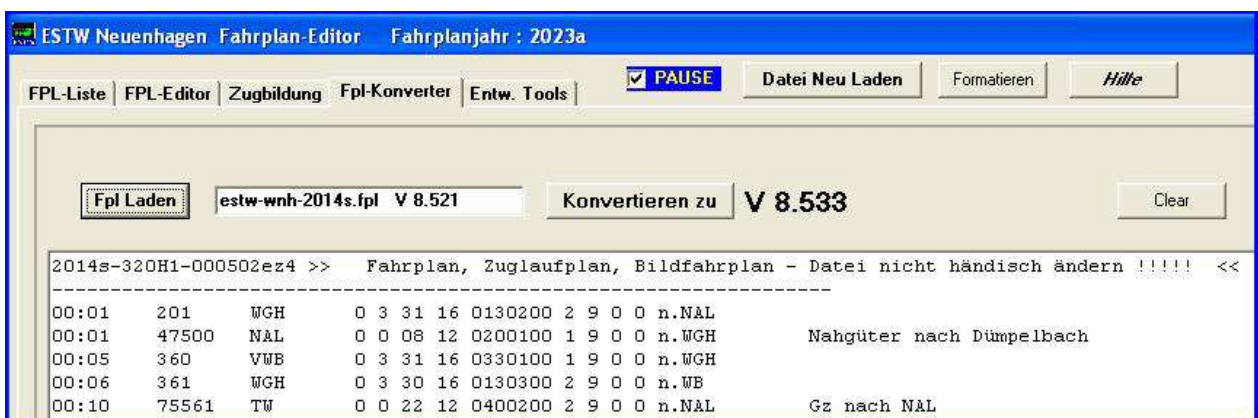 ESTW Neuenhagen Fahrplan-Editor Fahrplanjahr : 2023a
FPL-Liste FPL-Editor Zugbildung Fpl-Konverter Entw. Tools PAUSE Datei Neu Laden Formatieren Hilfe
Fpl Laden estw-wnh-2014s.fpl V 8.521 Konvertieren zu V 8.533 Clear
2014s-320H1-000502ez4 >> Fahrplan, Zuglaufplan, Bildfahrplan - Datei nicht händisch ändern !!!!! <<
--------------------------------------------------------------------------
00:01 201 WGH 0 3 31 16 0130200 2 9 0 0 n.NAL
00:01 47500 NAL 0 0 08 12 0200100 1 9 0 0 n.WGH Nahgüter nach Dümpelbach
00:05 360 VWB 0 3 31 16 0330100 1 9 0 0 n.WGH
00:06 361 WGH 0 3 30 16 0130300 2 9 0 0 n.WB
00:10 75561 TW 0 0 22 12 0400200 2 9 0 0 n.NAL Gz nach NAL